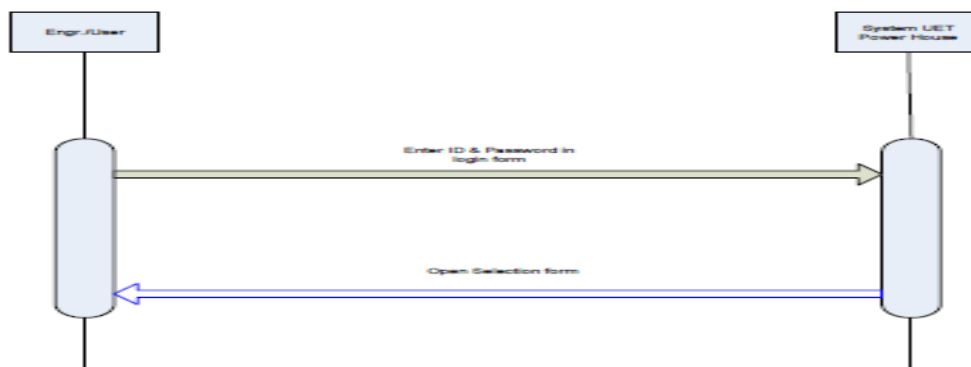 Engr./User
System UET
Power House
Enter ID & Password in
login form
Open Selection form